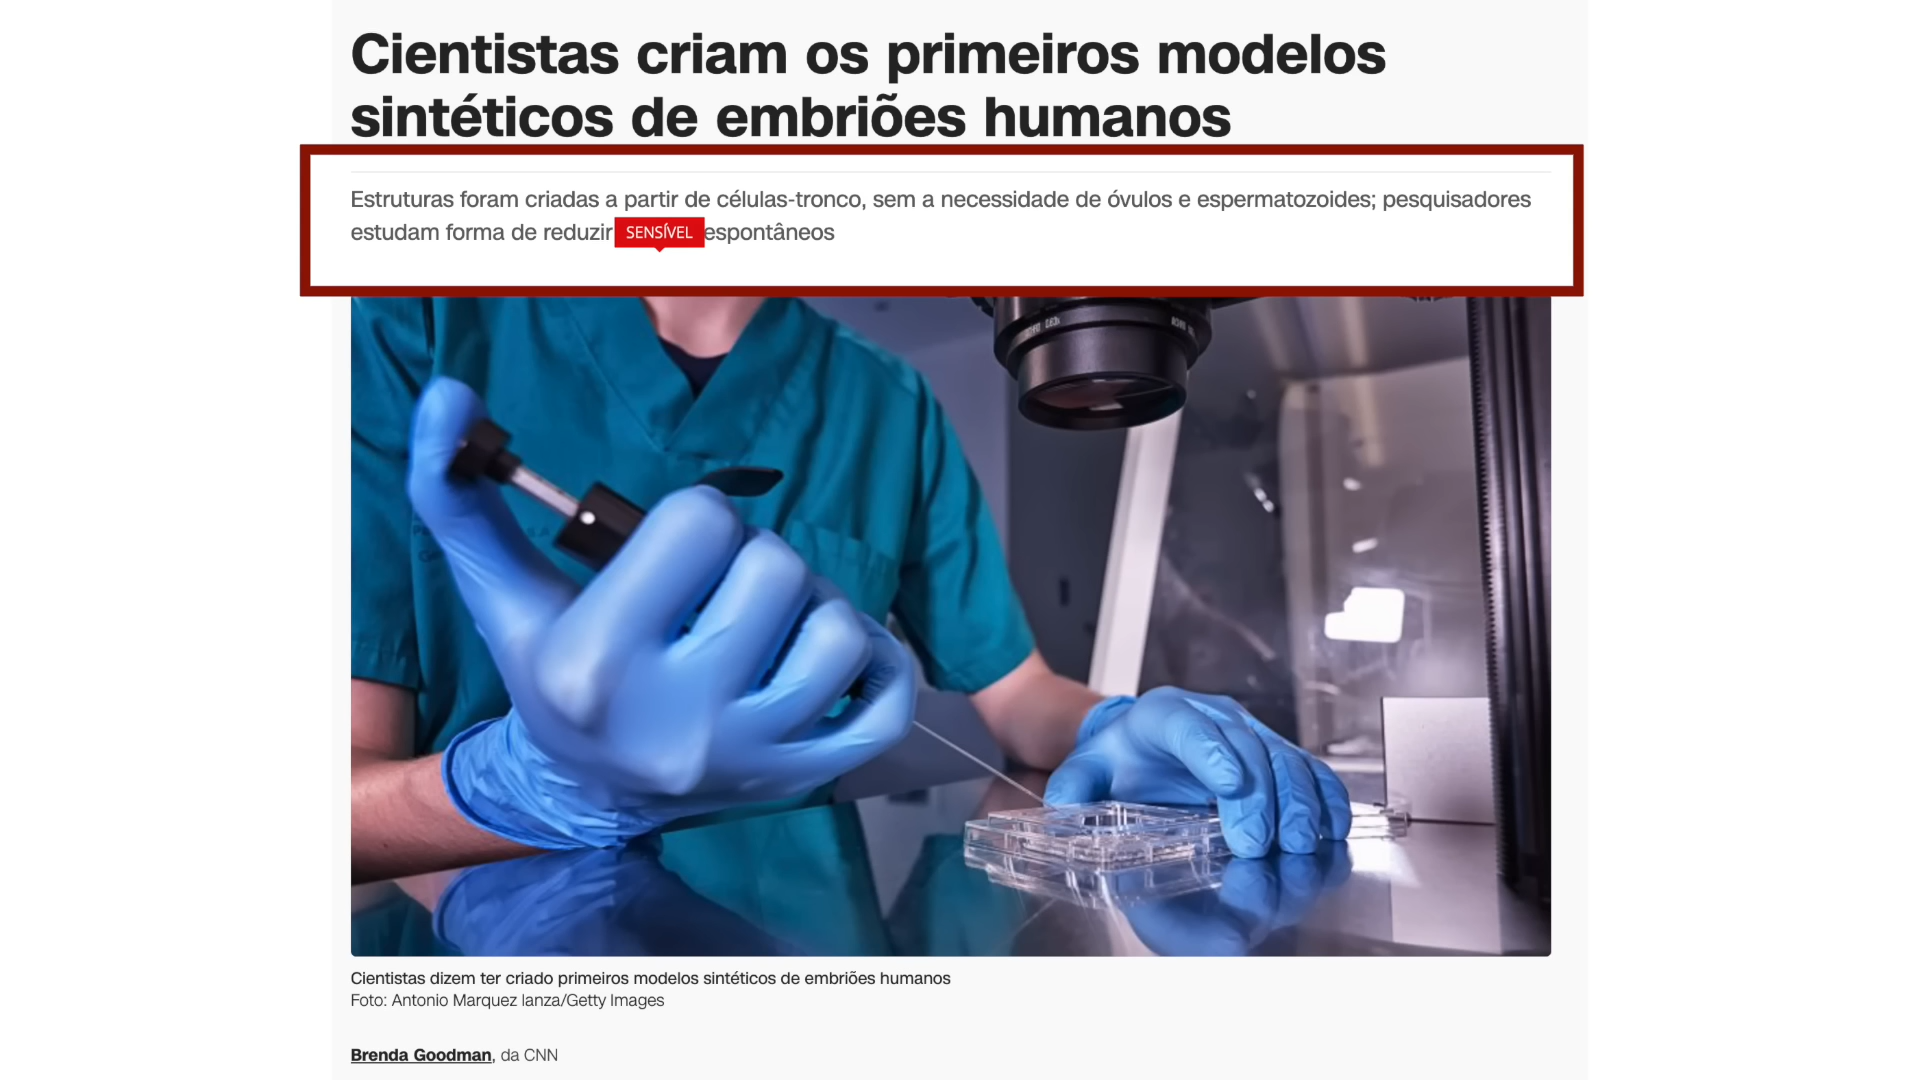 Cientistas criam os primeiros modelos
sintéticos de embriões humanos
Estruturas foram criadas a partir de células-tronco, sem a necessidade de óvulos e espermatozoides; pesquisadores
estudam forma de reduzir SENSÍVEL espontâneos
Cientistas dizem ter criado primeiros modelos sintéticos de embriões humanos
Foto: Antonio Marquez lanza/Getty Images
Brenda Goodman, da CNN